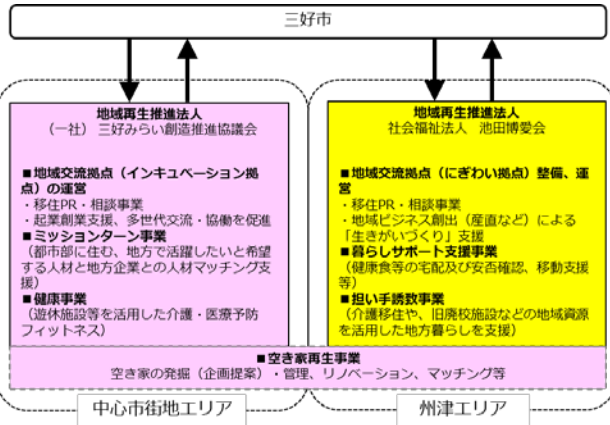 三好市
地域再生推進法人
（一社） 三好みらい創造推進協議会
■地域交流拠点（インキュベーション拠
点）の運営
・移住PR・相談事業
・起業創業支援、多世代交流・協働を促進
■ミッションターン事業
（都市部に住む、地方で活躍したいと希望
する人材と地方企業との人材マッチング支
援）
■健康事業
（遊休施設等を活用した介護・医療予防
フィットネス）
地域再生推進法人
社会福祉法人　池田博愛会
■地域交流拠点（にぎわい拠点）整備、運
営
・移住PR・相談事業
・地域ビジネス創出（産直など）による
「生きがいづくり」支援
■暮らしサポート支援事業
（健康食等の宅配及び安否確認、移動支援
等）
■担い手誘致事業
（介護移住や、旧廃校施設などの地域資源
を活用した地方暮らしを支援）
■空き家再生事業
空き家の発掘（企画提案）・管理、リノベーション、マッチング等
中心市街地エリア
州津エリア